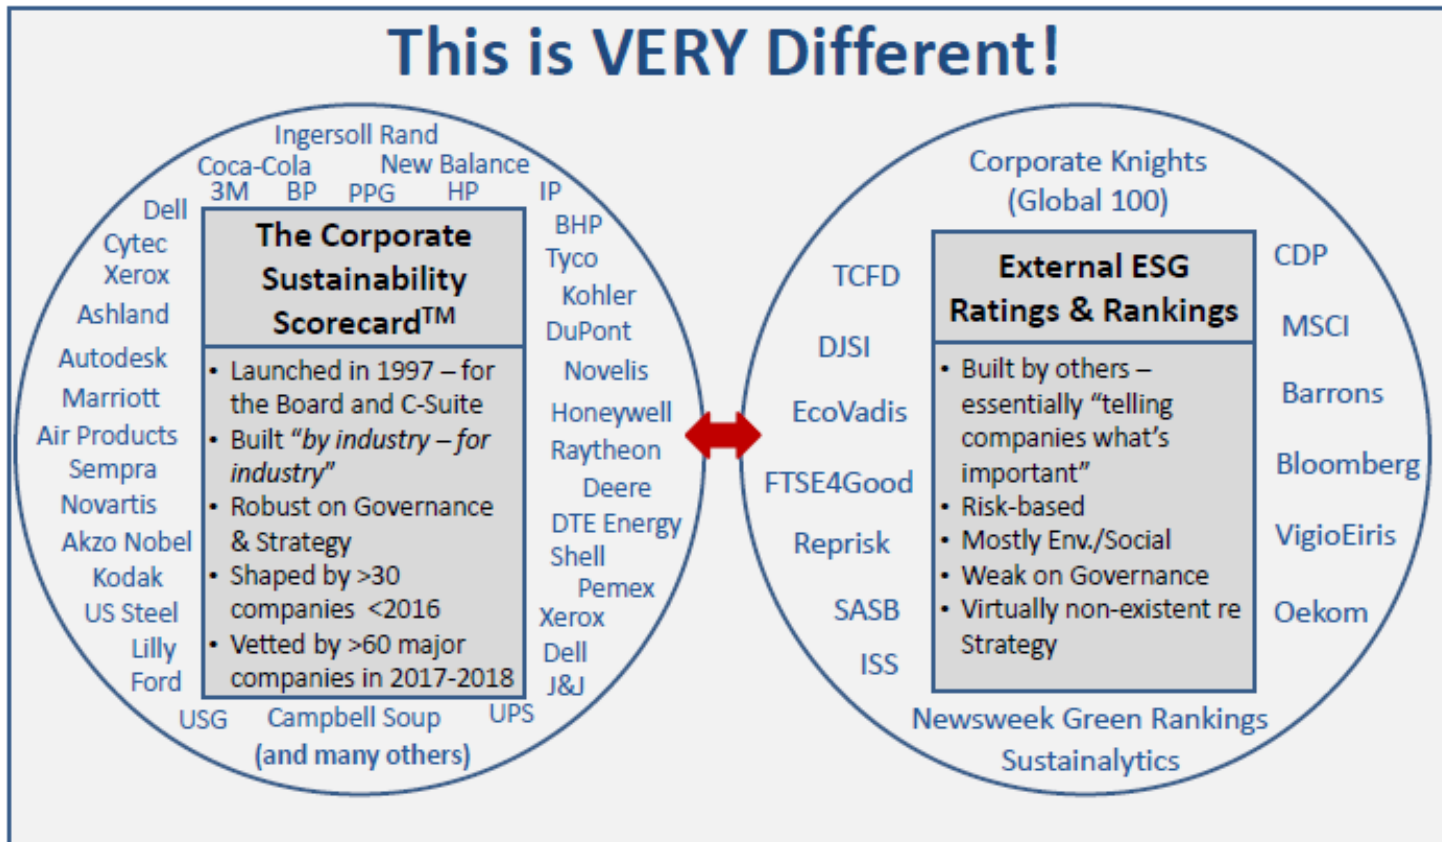 This is VERY Different!
Ingersoll Rand
Coca-Cola New Balance
3M BP PPG HP IP
Dell
Cytec
Xerox
Ashland
Autodesk
Marriott
Air Products
Sempra
Novartis
Akzo Nobel
Kodak
US Steel
Lilly
Ford
The Corporate
Sustainability
Scorecard™
• Launched in 1997 – for
the Board and C-Suite
• Built “by industry – for
industry”
• Robust on Governance
& Strategy
• Shaped by >30
companies <2016
• Vetted by >60 major
companies in 2017-2018
BHP
Tyco
Kohler
DuPont
Novelis
Honeywell
Raytheon
Deere
DTE Energy
Shell
Pemex
Xerox
Dell
J&J
USG Campbell Soup UPS
(and many others)
Corporate Knights
(Global 100)
TCFD
DJSI
EcoVadis
FTSE4Good
Reprisk
SASB
ISS
External ESG
Ratings & Rankings
• Built by others –
essentially “telling
companies what’s
important”
• Risk-based
• Mostly Env./Social
• Weak on Governance
• Virtually non-existent re
Strategy
CDP
MSCI
Barrons
Bloomberg
VigioEiris
Oekom
Newsweek Green Rankings
Sustainalytics